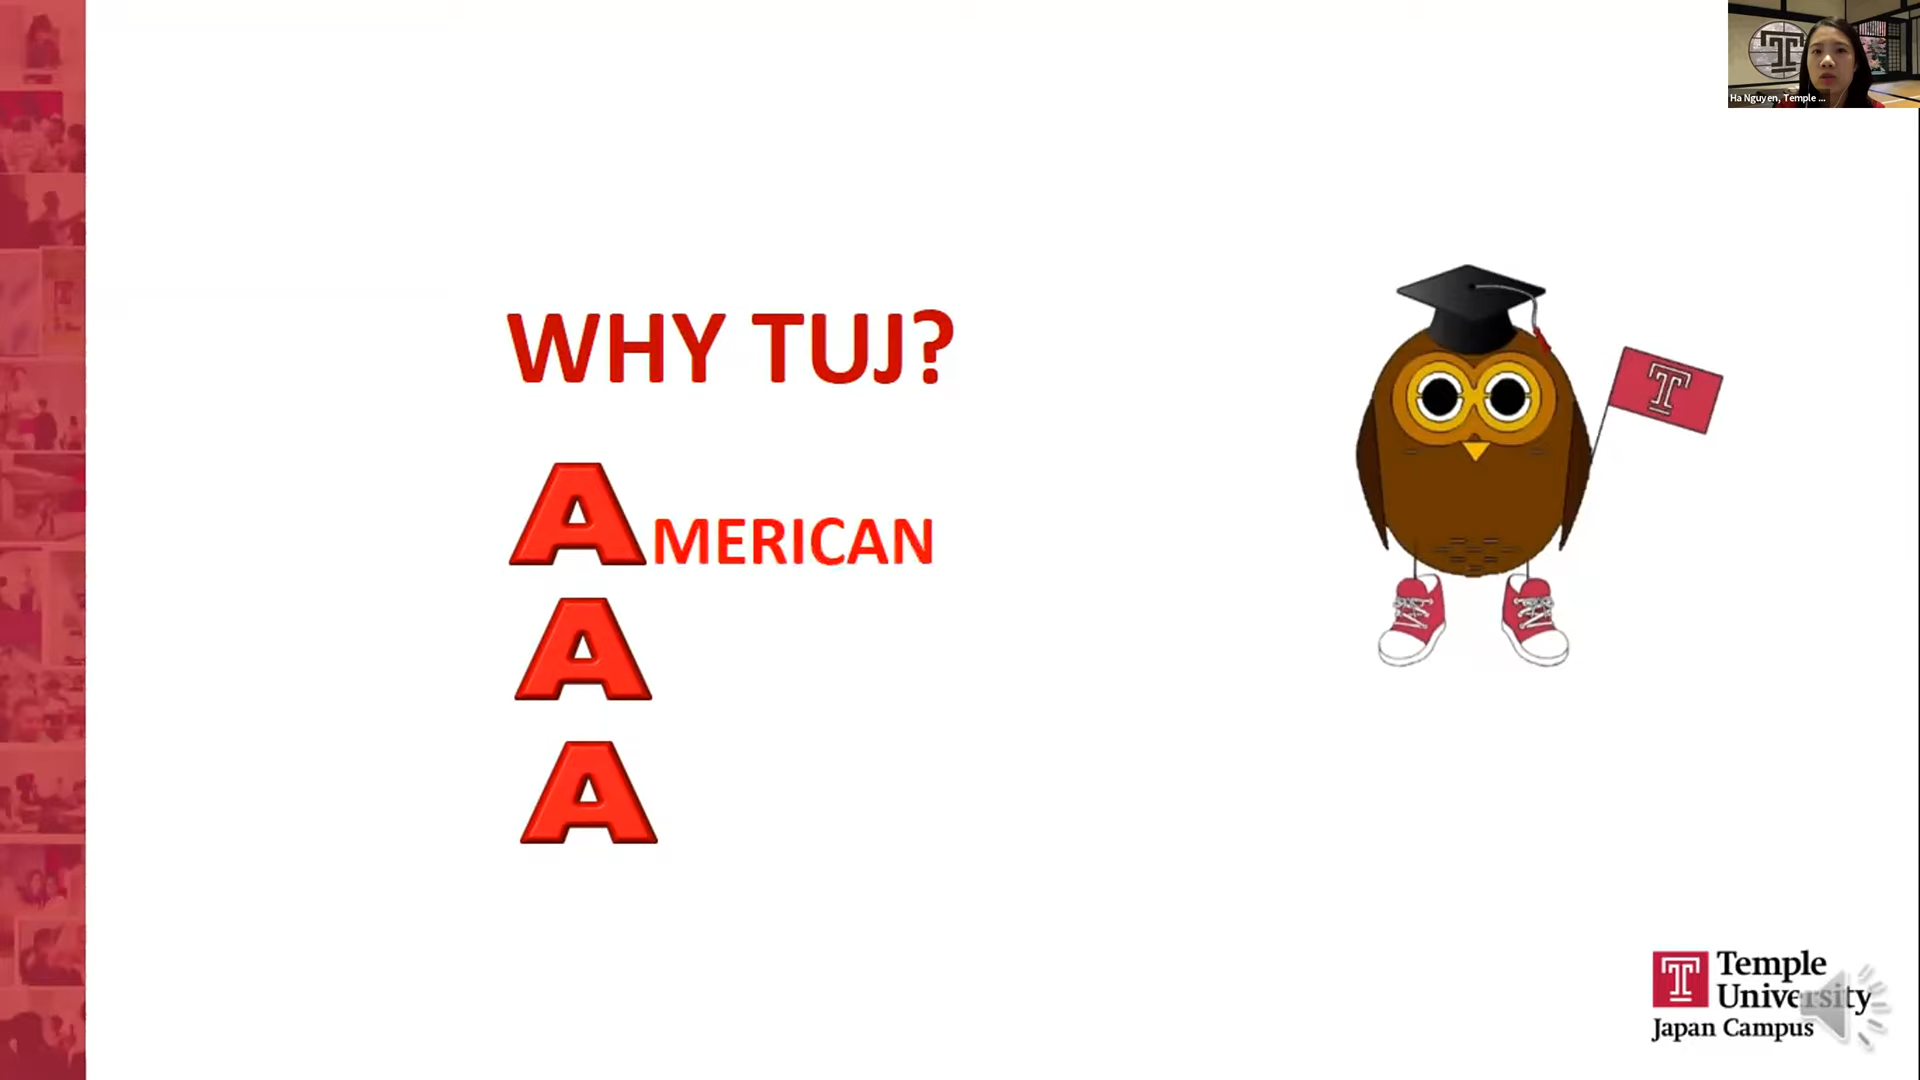 Ha Nguyen, Temple ...
WHY TUJ?
AMERICAN
A
A
T
T
Temple
University
Japan Campus